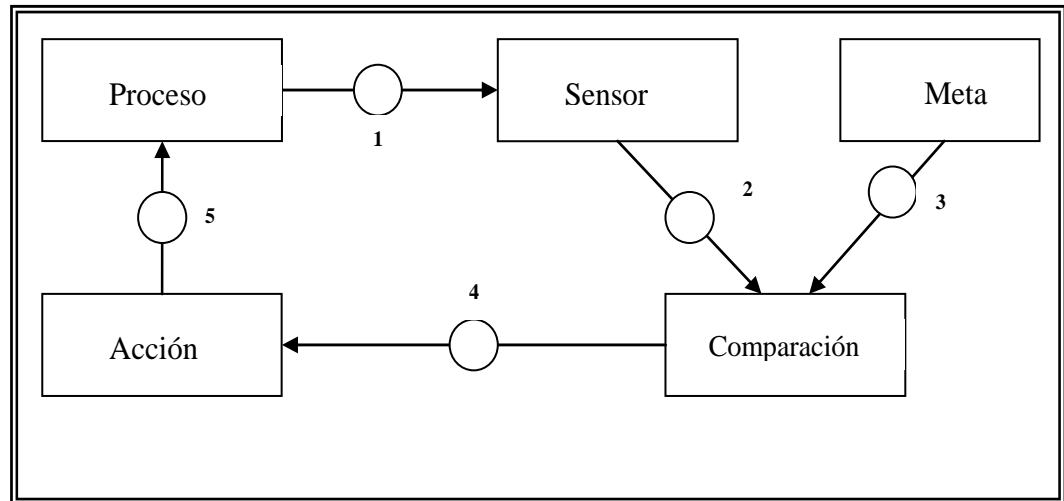 Proceso
1
Sensor
Meta
2
3
5
4
Acción
Comparación